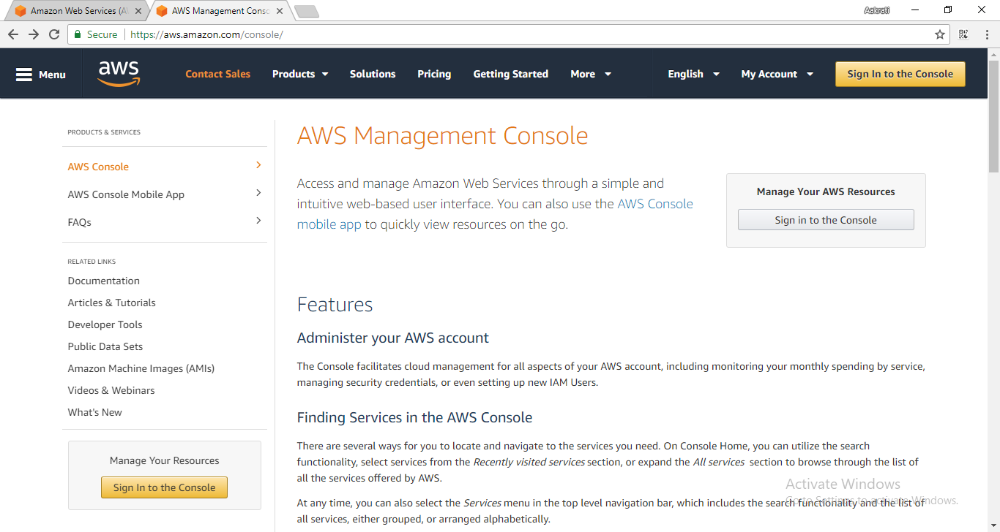 Amazon Web Services (A
AWS Management Conso
Aakrati
Secure
https://aws.amazon.com/console/
Menu
aws
Contact Sales
Products
Solutions
Pricing
Getting Started
More
English
My Account
Sign In to the Console
PRODUCTS & SERVICES
AWS Console
AWS Console Mobile App
FAQs
RELATED LINKS
Documentation
Articles & Tutorials
Developer Tools
Public Data Sets
Amazon Machine Images (AMIs)
Videos & Webinars
What's New
Manage Your Resources
Sign In to the Console
AWS Management Console
Access and manage Amazon Web Services through a simple and
intuitive web-based user interface. You can also use the AWS Console
mobile app to quickly view resources on the go.
Manage Your AWS Resources
Sign in to the Console
Features
Administer your AWS account
The Console facilitates cloud management for all aspects of your AWS account, including monitoring your monthly spending by service,
managing security credentials, or even setting up new IAM Users.
Finding Services in the AWS Console
There are several ways for you to locate and navigate to the services you need. On Console Home, you can utilize the search
functionality, select services from the Recently visited services section, or expand the All services section to browse through the list of
all the services offered by AWS.
At any time, you can also select the Services menu in the top level navigation bar, which includes the search functionality and the list of
all services, either grouped, or arranged alphabetically.
Activate Windows
Go to Settings to activate Windows.